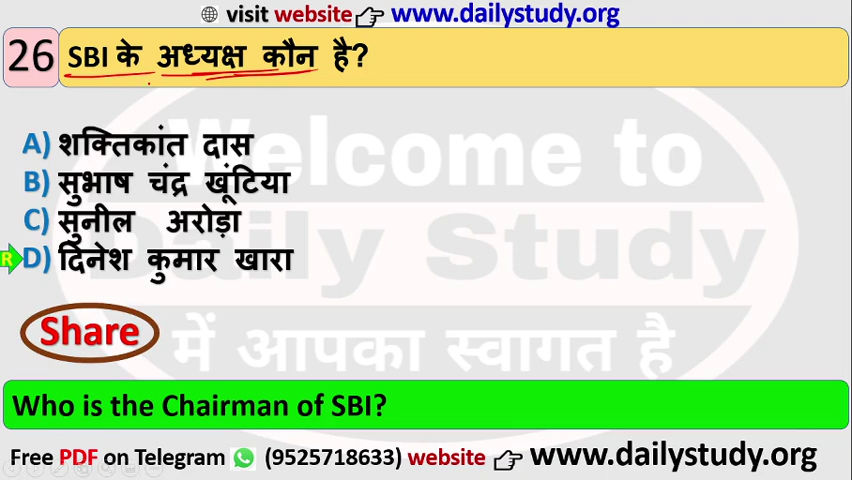 visit website www.dailystudy.org
26 SBI के अध्यक्ष कौन है?
Welcome to
A) शक्तिकांत दास
B) सुभाष चंद्र खूंटिया
C) सुनील अरोड़ा
Daily Study
R D) दिनेश कुमार खारा
Share
में आपका स्वागत है
Who is the Chairman of SBI?
Free PDF on Telegram (9525718633) website www.dailystudy.org